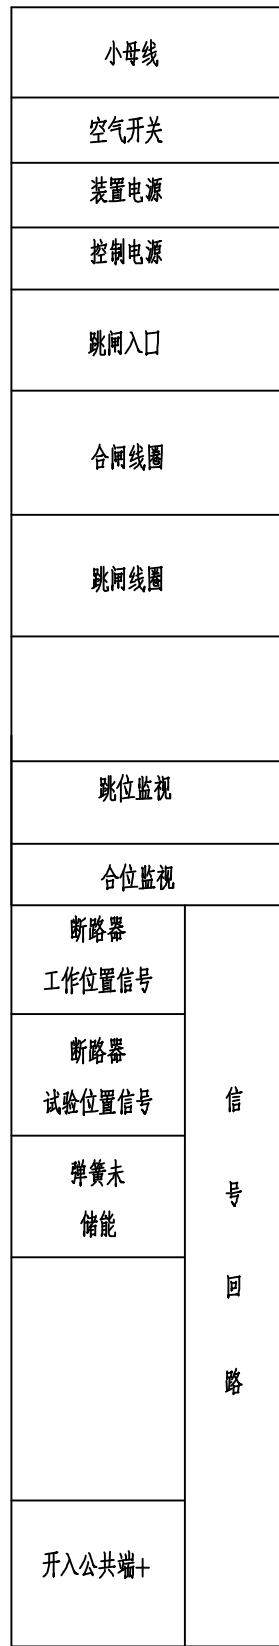 小母线
空气开关
装置电源
控制电源
跳闸入口
合闸线圈
跳闸线圈
跳位监视
合位监视
断路器
工作位置信号
断路器
试验位置信号
弹簧未
储能
开入公共端+
信
号
回
路